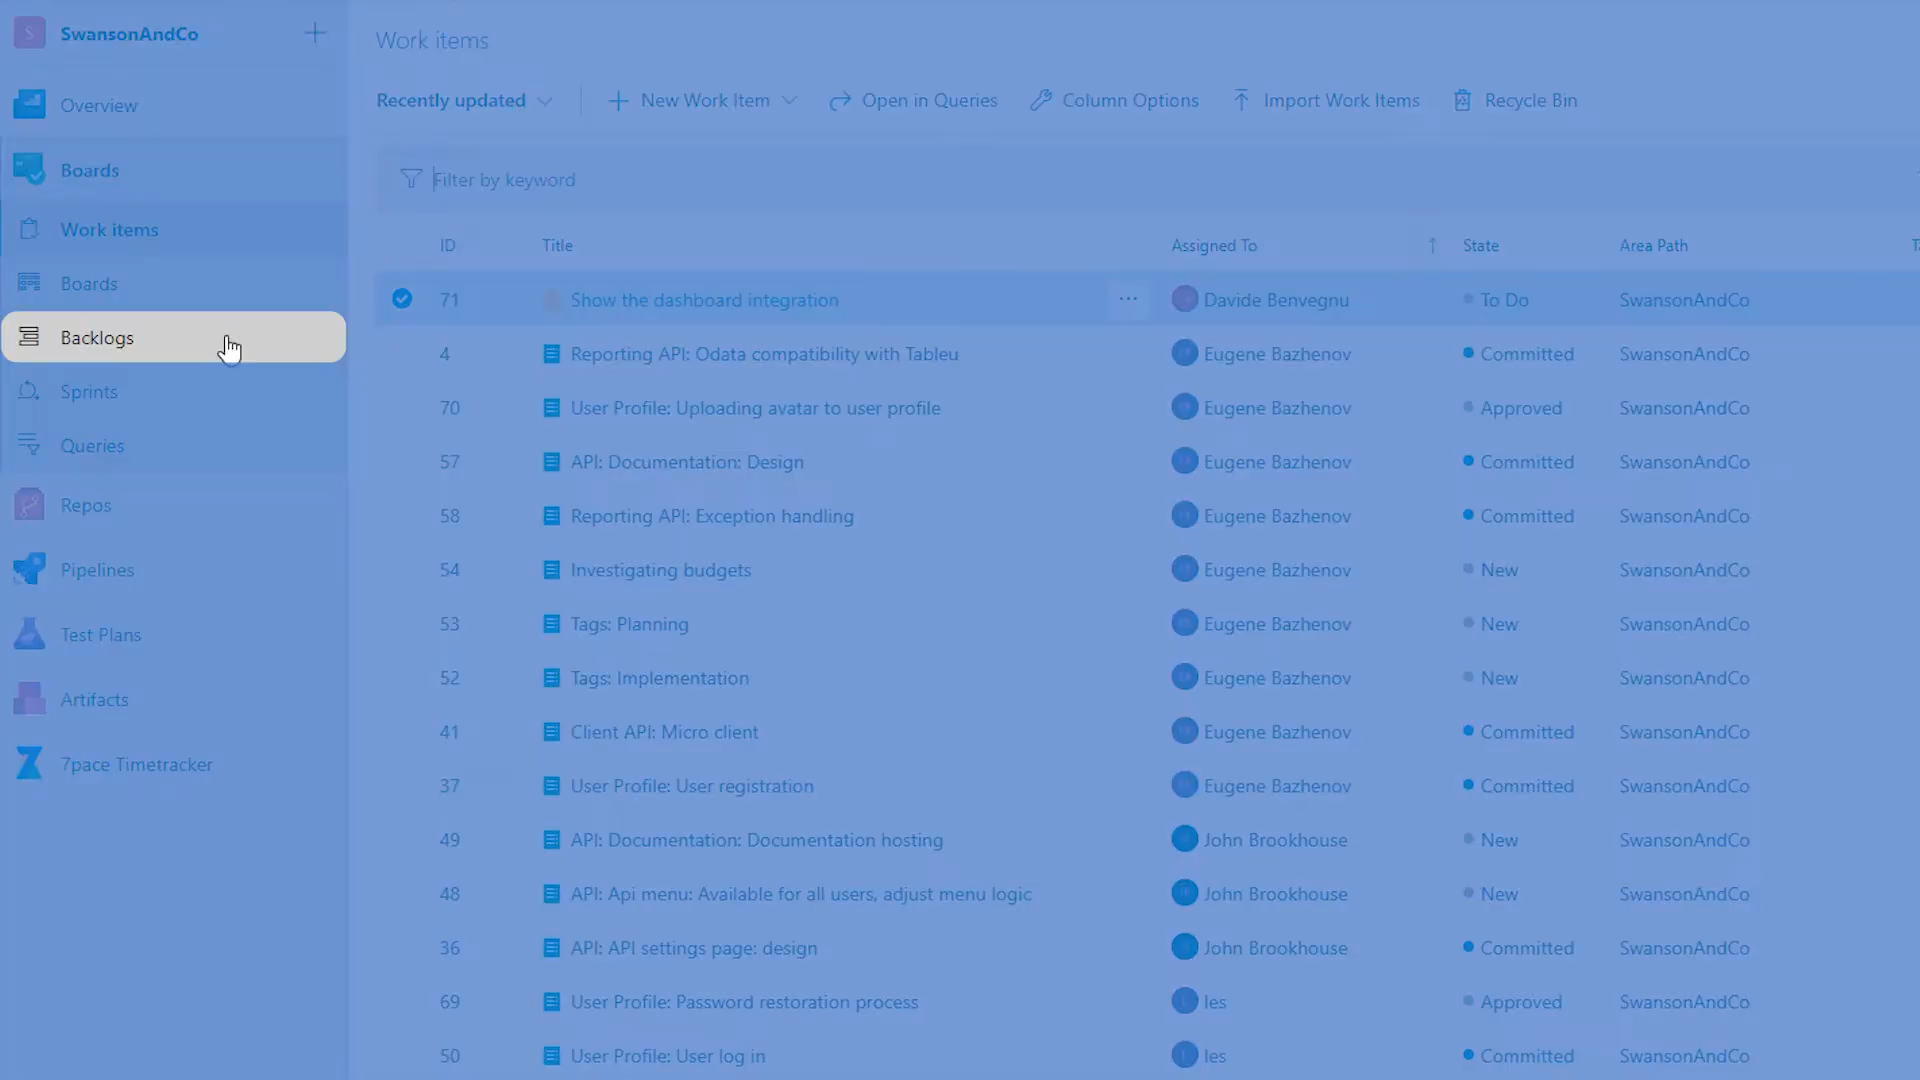 S SwansonAndCo
Overview
Boards
Work items
Boards
Backlogs
Sprints
Queries
Repos
Pipelines
Test Plans
Artifacts
7pace Timetracker
Work items
Recently updated New Work Item Open in Queries Column Options Import Work Items Recycle Bin
Filter by keyword
ID Title Assigned To State Area Path
71 Show the dashboard integration Davide Benvegnu To Do SwansonAndCo
4 Reporting API: Odata compatibility with Tableu Eugene Bazhenov Committed SwansonAndCo
70 User Profile: Uploading avatar to user profile Eugene Bazhenov Approved SwansonAndCo
57 API: Documentation: Design Eugene Bazhenov Committed SwansonAndCo
58 Reporting API: Exception handling Eugene Bazhenov Committed SwansonAndCo
54 Investigating budgets Eugene Bazhenov New SwansonAndCo
53 Tags: Planning Eugene Bazhenov New SwansonAndCo
52 Tags: Implementation Eugene Bazhenov New SwansonAndCo
41 Client API: Micro client Eugene Bazhenov Committed SwansonAndCo
37 User Profile: User registration Eugene Bazhenov Committed SwansonAndCo
49 API: Documentation: Documentation hosting John Brookhouse New SwansonAndCo
48 API: Api menu: Available for all users, adjust menu logic John Brookhouse New SwansonAndCo
36 API: API settings page: design John Brookhouse Committed SwansonAndCo
69 User Profile: Password restoration process les Approved SwansonAndCo
50 User Profile: User log in les Committed SwansonAndCo